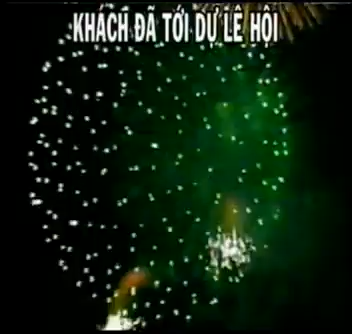 KHÁCH ĐÃ TỚI DỰ LỄ HỘI